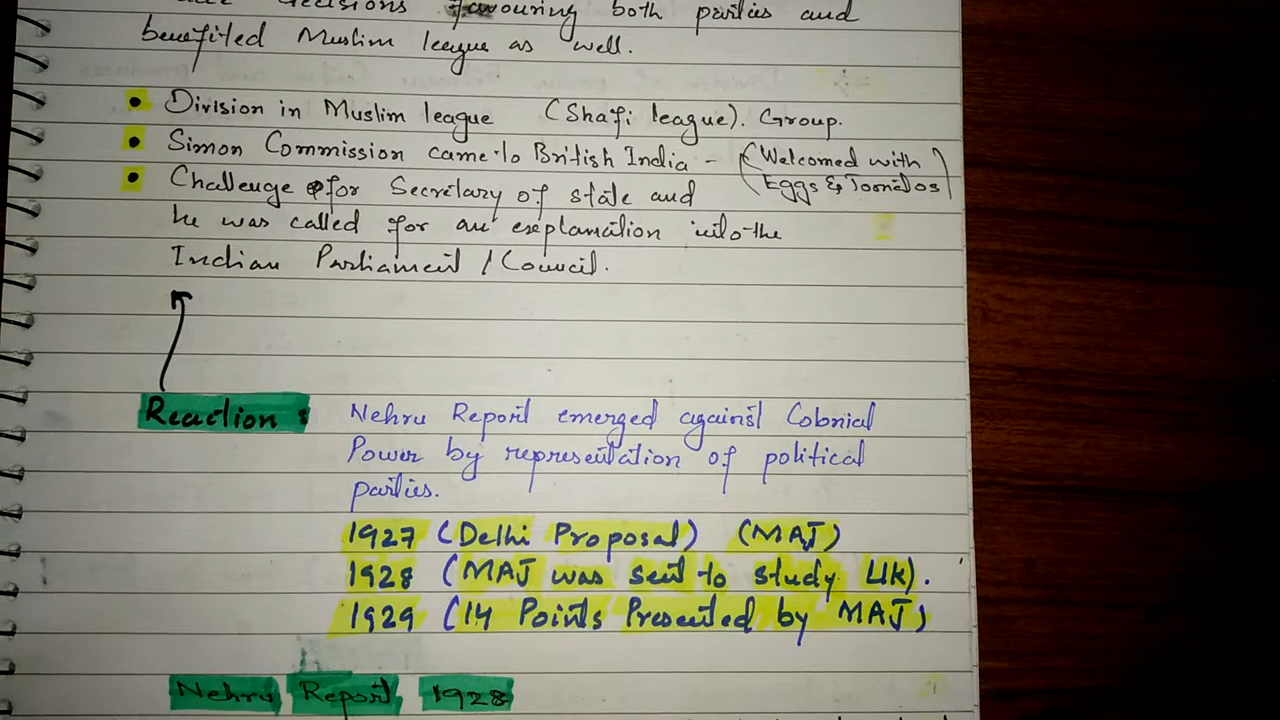 decisions favouring both parties and
benefited Muslim league as well.
• Division in Muslim league (Shafi league). Group.
• Simon Commission came to British India - (Welcomed with
Eggs & Tomatos)
• Challenge for Secretary of state and
he was called for an explanation into the
Indian Parliament / Council.
Reaction : Nehru Report emerged against Colonial
Power by representation of political
parties.
1927 (Delhi Proposal) (MAJ)
1928 (MAJ was sent to study UK).
1929 (14 Points Presented by MAJ)
Nehru Report 1928